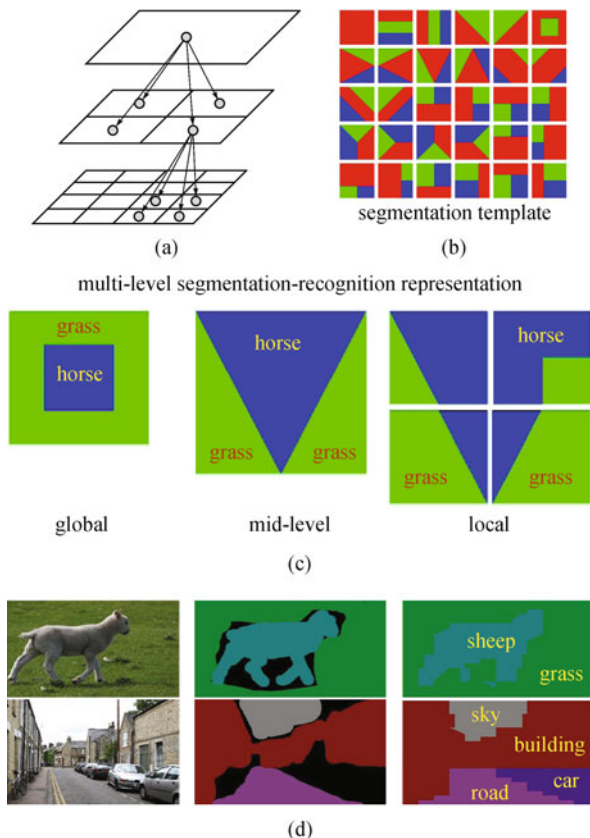 segmentation template
(a)
(b)
multi-level segmentation-recognition representation
grass
horse
horse
grass
grass
grass
grass
global
mid-level
local
(c)
sheep
grass
sky
building
car
road
(d)